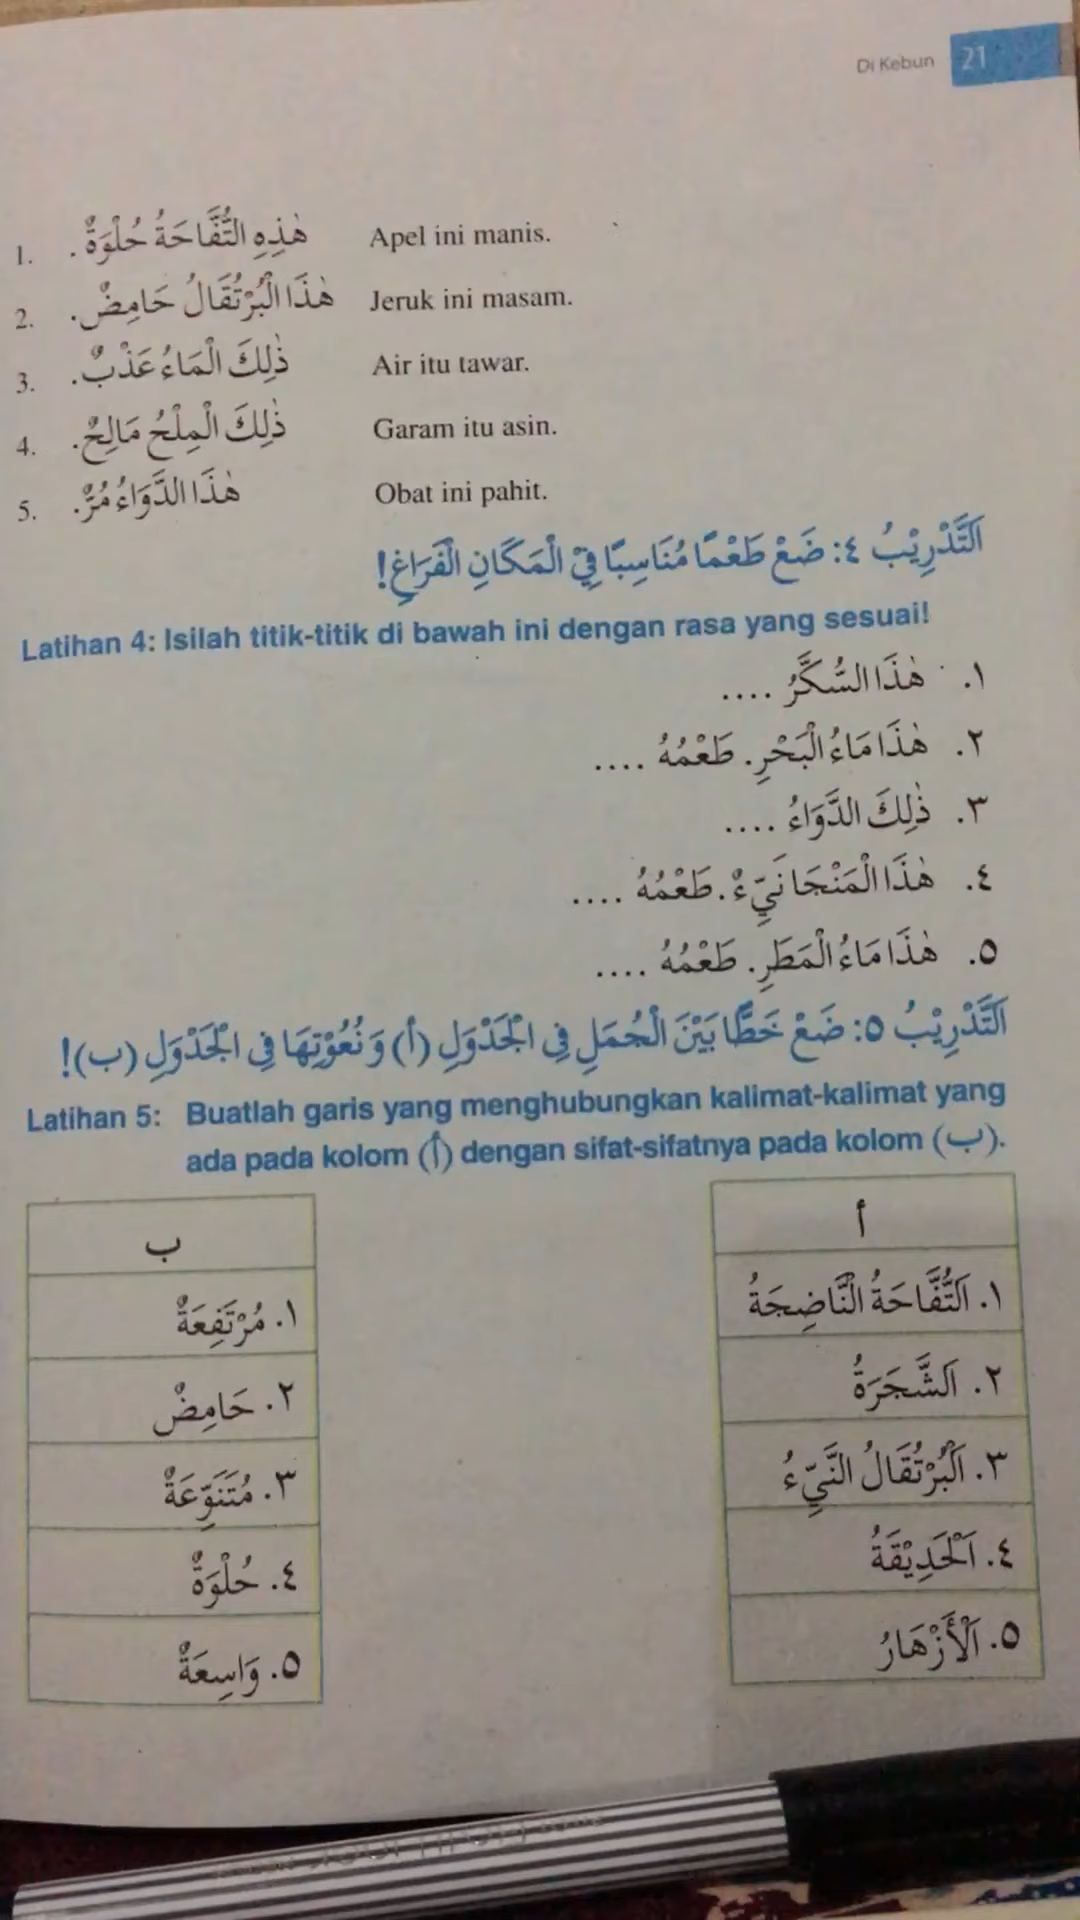 Di Kebun 21
1. هٰذِهِ التُّفَّاحَةُ حُلْوَةٌ. Apel ini manis.
2. هٰذَا الْبُرْتُقَالُ حَامِضٌ. Jeruk ini masam.
3. ذٰلِكَ الْمَاءُ عَذْبٌ. Air itu tawar.
4. ذٰلِكَ الْمِلْحُ مَالِحٌ. Garam itu asin.
5. هٰذَا الدَّوَاءُ مُرٌّ. Obat ini pahit.
اَلتَّدْرِيْبُ ٤: ضَعْ طَعْمًا مُنَاسِبًا فِيْ الْمَكَانِ الْفَرَاغِ!
Latihan 4: Isilah titik-titik di bawah ini dengan rasa yang sesuai!
١. هٰذَا السُّكَّرُ ....
٢. هٰذَا مَاءُ الْبَحْرِ. طَعْمُهُ ....
٣. ذٰلِكَ الدَّوَاءُ ....
٤. هٰذَا الْمَنْجَا نَيِّءٌ. طَعْمُهُ ....
٥. هٰذَا مَاءُ الْمَطَرِ. طَعْمُهُ ....
اَلتَّدْرِيْبُ ٥: ضَعْ خَطًّا بَيْنَ الْجُمَلِ فِى الْجَدْوَلِ (أ) وَ نُعُوْتِهَا فِى الْجَدْوَلِ (ب)!
Latihan 5: Buatlah garis yang menghubungkan kalimat-kalimat yang
ada pada kolom (أ) dengan sifat-sifatnya pada kolom (ب).
أ
١. اَلتُّفَّاحَةُ النَّاضِجَةُ
٢. اَلشَّجَرَةُ
٣. اَلْبُرْتُقَالُ النَّيِّءُ
٤. اَلْحَدِيْقَةُ
٥. اَلْأَزْهَارُ
ب
١. مُرْتَفِعَةٌ
٢. حَامِضٌ
٣. مُتَنَوِّعَةٌ
٤. حُلْوَةٌ
٥. وَاسِعَةٌ